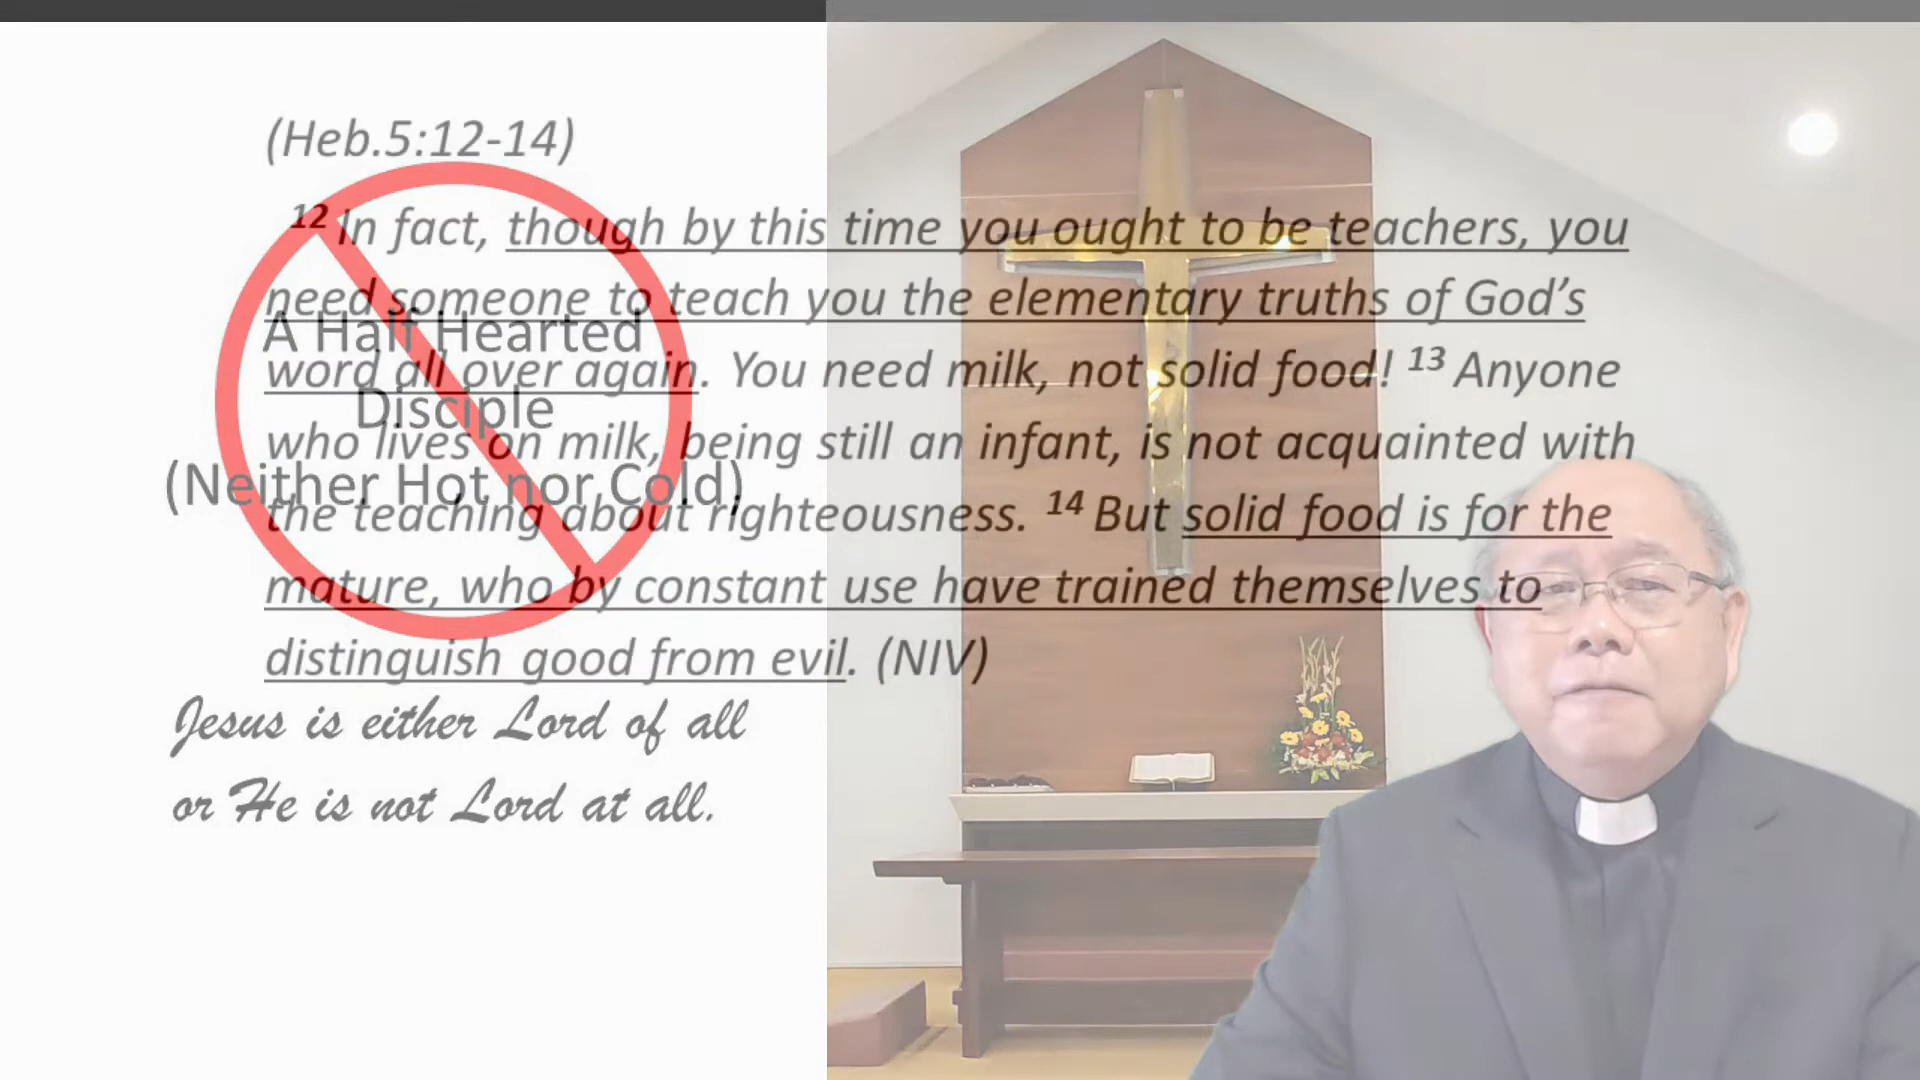 (Heb.5:12-14)
12 In fact, though by this time you ought to be teachers, you
need someone to teach you the elementary truths of God’s
word all over again. You need milk, not solid food! 13 Anyone
who lives on milk, being still an infant, is not acquainted with
the teaching about righteousness. 14 But solid food is for the
mature, who by constant use have trained themselves to
distinguish good from evil. (NIV)
A Half Hearted
Disciple
(Neither Hot nor Cold)
Jesus is either Lord of all
or He is not Lord at all.